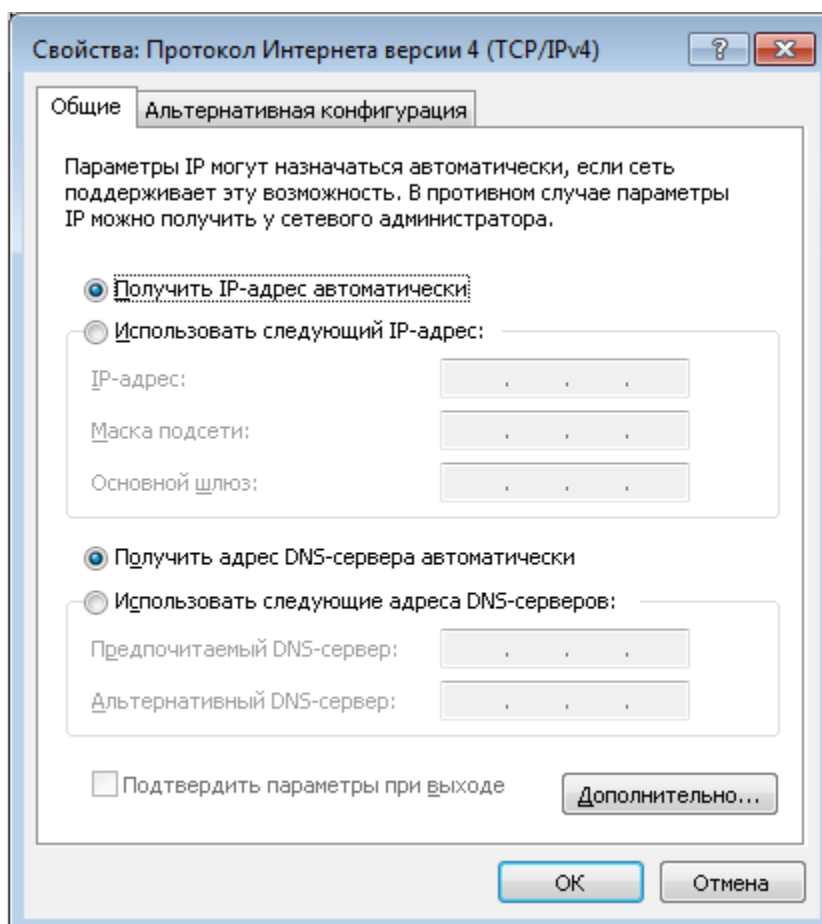 Свойства: Протокол Интернета версии 4 (TCP/IPv4)
Общие
Альтернативная конфигурация
Параметры IP могут назначаться автоматически, если сеть
поддерживает эту возможность. В противном случае параметры
IP можно получить у сетевого администратора.
Получить IP-адрес автоматически
Использовать следующий IP-адрес:
IP-адрес:
Маска подсети:
Основной шлюз:
Получить адрес DNS-сервера автоматически
Использовать следующие адреса DNS-серверов:
Предпочитаемый DNS-сервер:
Альтернативный DNS-сервер:
Подтвердить параметры при выходе
Дополнительно...
ОК
Отмена